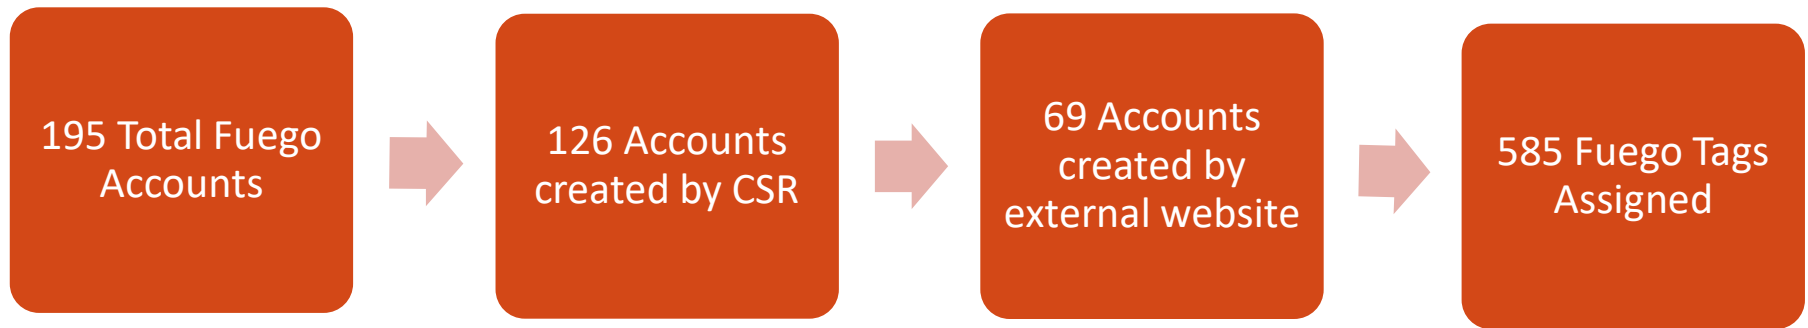 195 Total Fuego
Accounts
126 Accounts
created by CSR
69 Accounts
created by
external website
585 Fuego Tags
Assigned